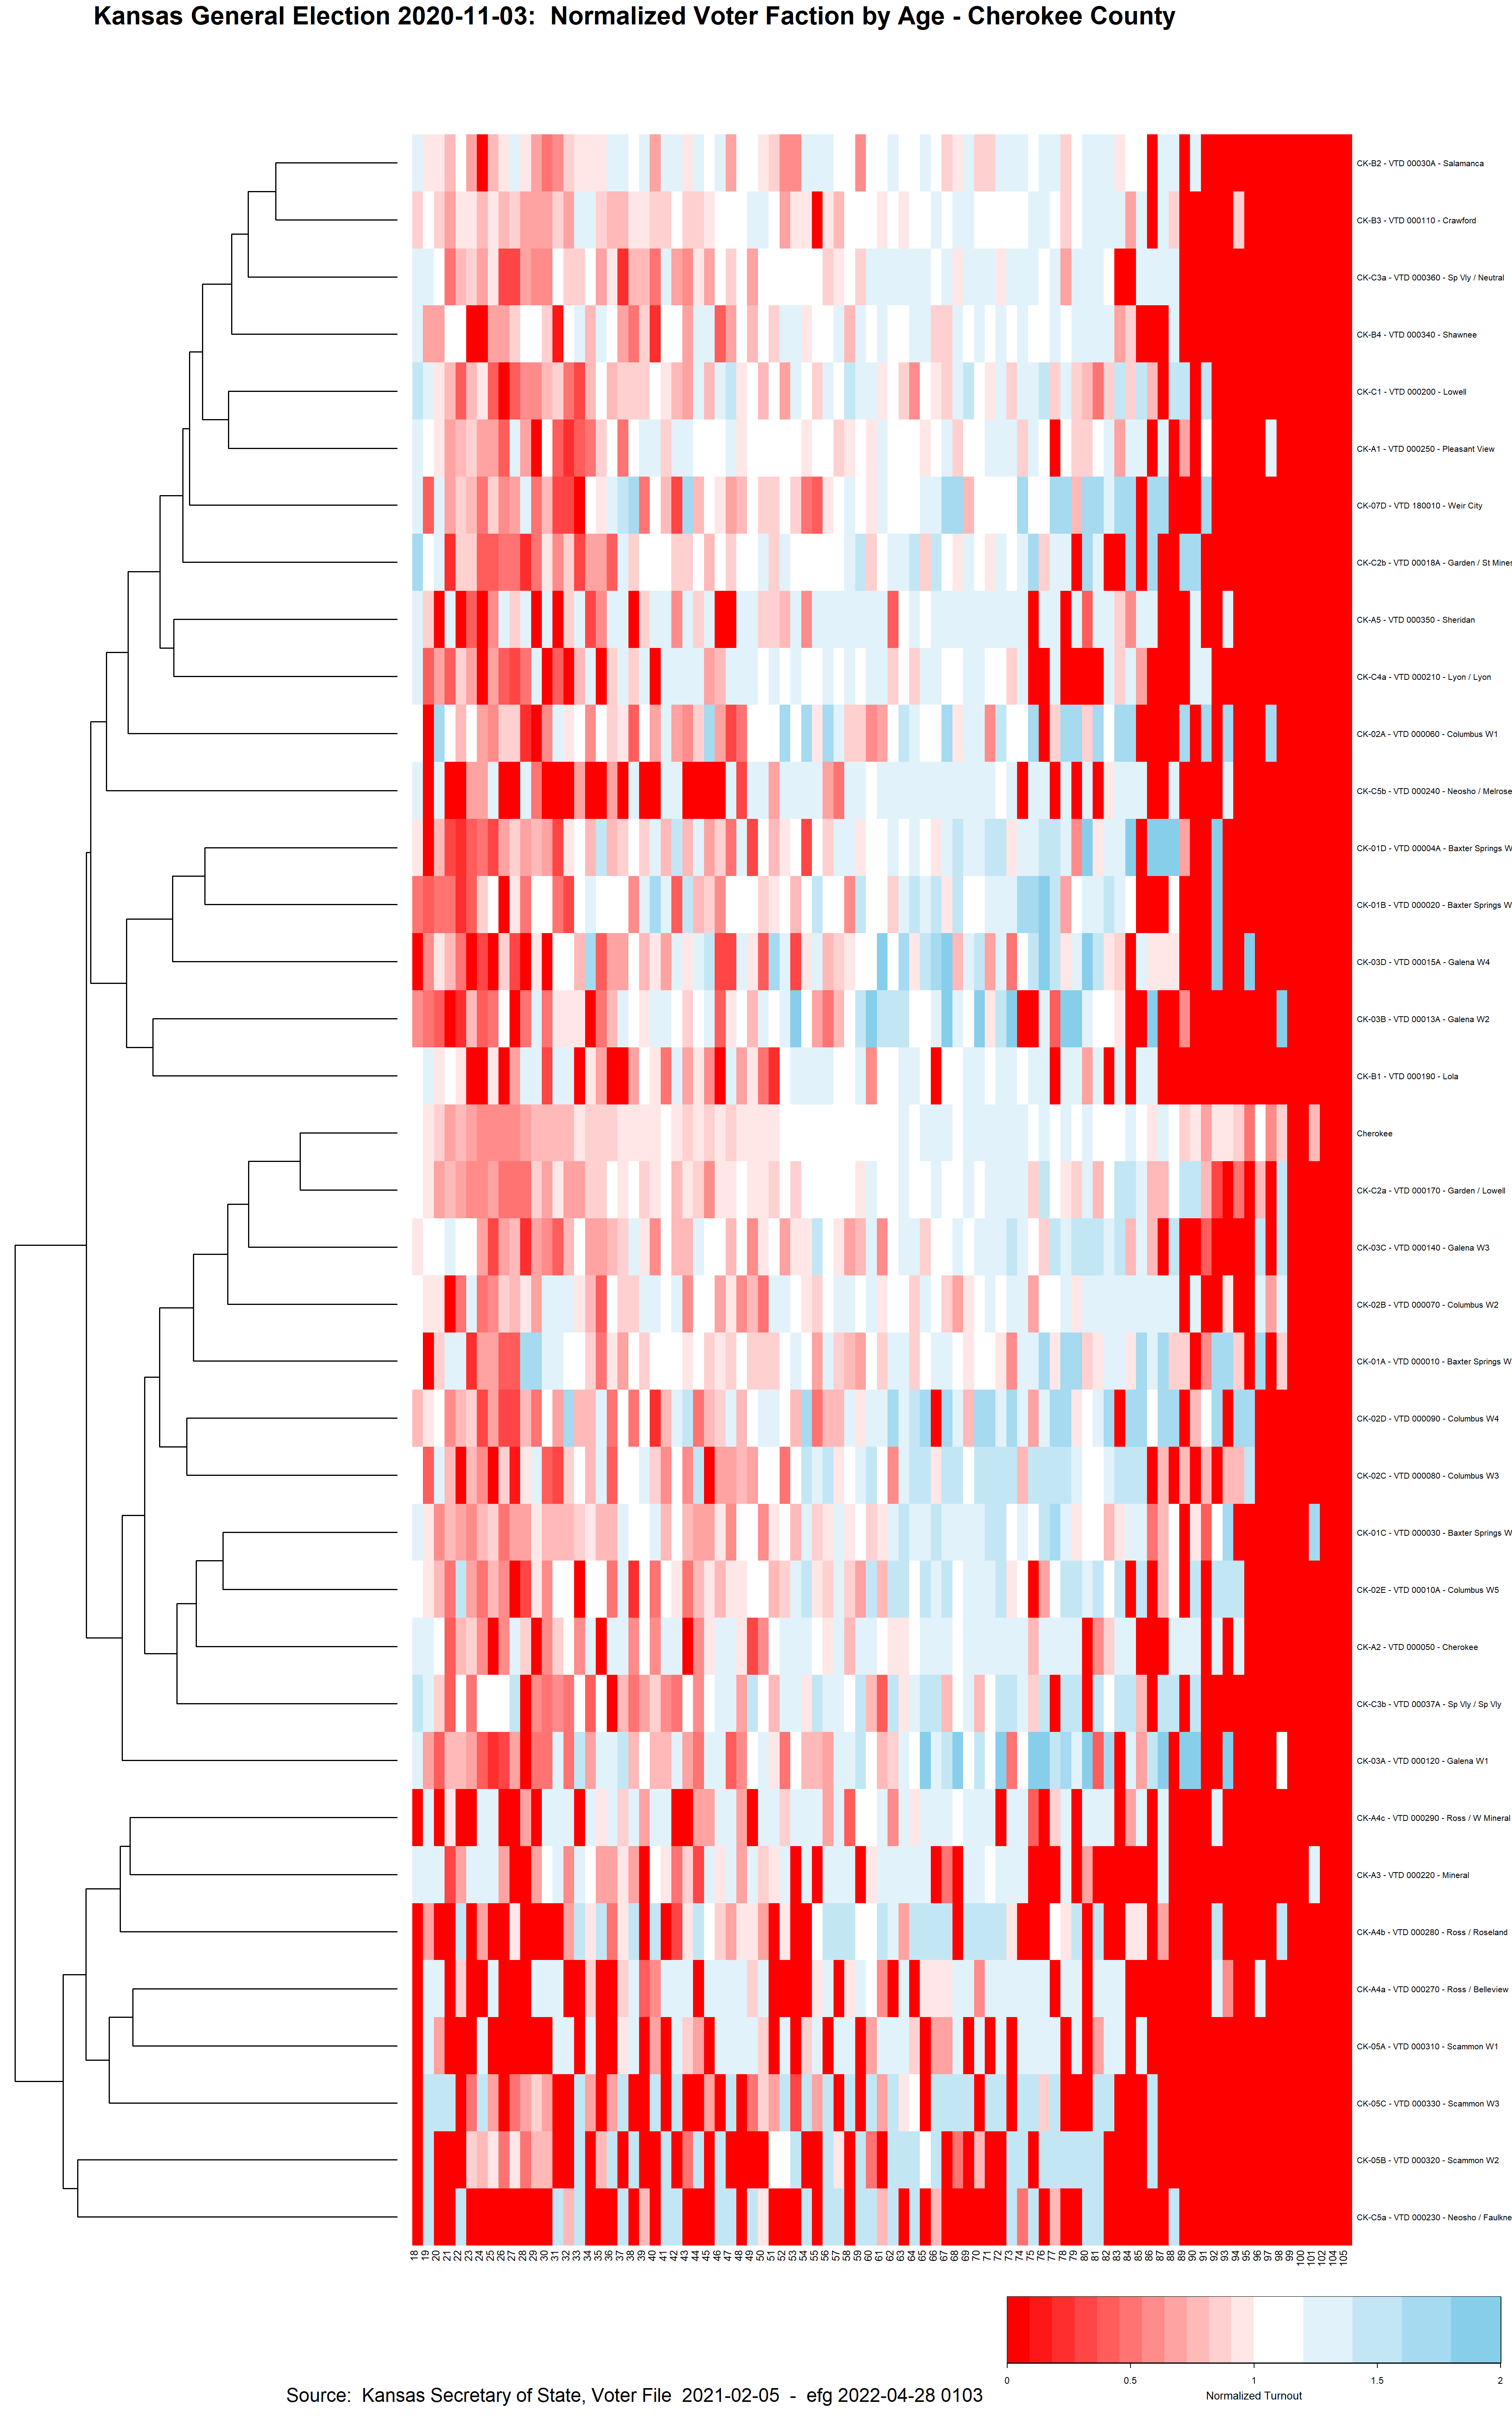 Kansas General Election 2020-11-03:  Normalized Voter Faction by Age - Cherokee County
CK-B2 - VTD 00030A - Salamanca
CK-B3 - VTD 000110 - Crawford
CK-C3a - VTD 000360 - Sp Vly / Neutral
CK-B4 - VTD 000340 - Shawnee
CK-C1 - VTD 000200 - Lowell
CK-A1 - VTD 000250 - Pleasant View
CK-07D - VTD 180010 - Weir City
CK-C2b - VTD 00018A - Garden / St Mines
CK-A5 - VTD 000350 - Sheridan
CK-C4a - VTD 000210 - Lyon / Lyon
CK-02A - VTD 000060 - Columbus W1
CK-C5b - VTD 000240 - Neosho / Melrose
CK-01D - VTD 00004A - Baxter Springs W
CK-01B - VTD 000020 - Baxter Springs W
CK-03D - VTD 00015A - Galena W4
CK-03B - VTD 00013A - Galena W2
CK-B1 - VTD 000190 - Lola
Cherokee
CK-C2a - VTD 000170 - Garden / Lowell
CK-03C - VTD 000140 - Galena W3
CK-02B - VTD 000070 - Columbus W2
CK-01A - VTD 000010 - Baxter Springs W
CK-02D - VTD 000090 - Columbus W4
CK-02C - VTD 000080 - Columbus W3
CK-01C - VTD 000030 - Baxter Springs W
CK-02E - VTD 00010A - Columbus W5
CK-A2 - VTD 000050 - Cherokee
CK-C3b - VTD 00037A - Sp Vly / Sp Vly
CK-03A - VTD 000120 - Galena W1
CK-A4c - VTD 000290 - Ross / W Mineral
CK-A3 - VTD 000220 - Mineral
CK-A4b - VTD 000280 - Ross / Roseland
CK-A4a - VTD 000270 - Ross / Belleview
CK-05A - VTD 000310 - Scammon W1
CK-05C - VTD 000330 - Scammon W3
CK-05B - VTD 000320 - Scammon W2
CK-C5a - VTD 000230 - Neosho / Faulkne
18 19 20 21 22 23 24 25 26 27 28 29 30 31 32 33 34 35 36 37 38 39 40 41 42 43 44 45 46 47 48 49 50 51 52 53 54 55 56 57 58 59 60 61 62 63 64 65 66 67 68 69 70 71 72 73 74 75 76 77 78 79 80 81 82 83 84 85 86 87 88 89 90 91 92 93 94 95 96 97 98 99 100 101 102 104 105
0 0.5 1 1.5 2
Normalized Turnout
Source:  Kansas Secretary of State, Voter File  2021-02-05  -  efg 2022-04-28 0103